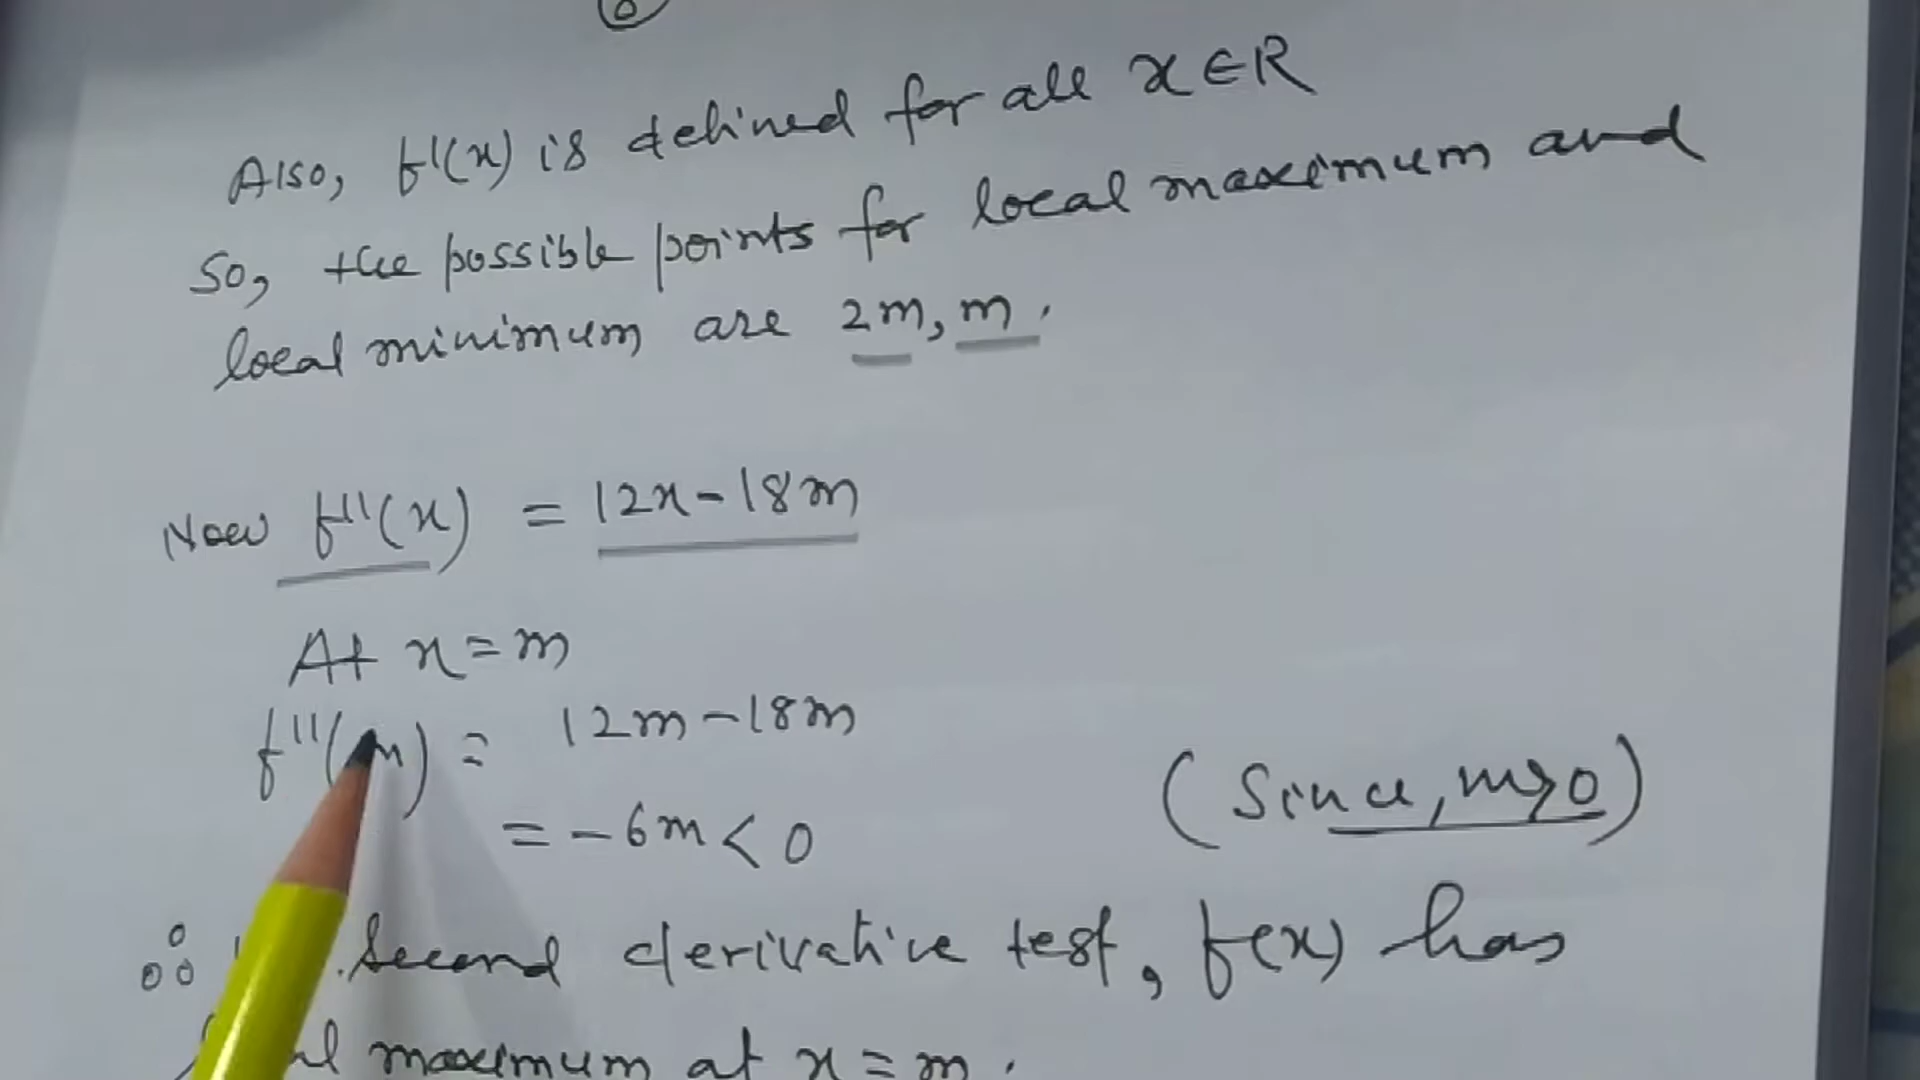 Also, f'(x) is defined for all x∈R
So, the possible points for local maximum and
local minimum are 2m, m.
Now f''(x) = 12x-18m
At x=m
f''(m) = 12m-18m
= -6m < 0 (Since, m>0)
∴ second derivative test, f(x) has
maximum at x=m.